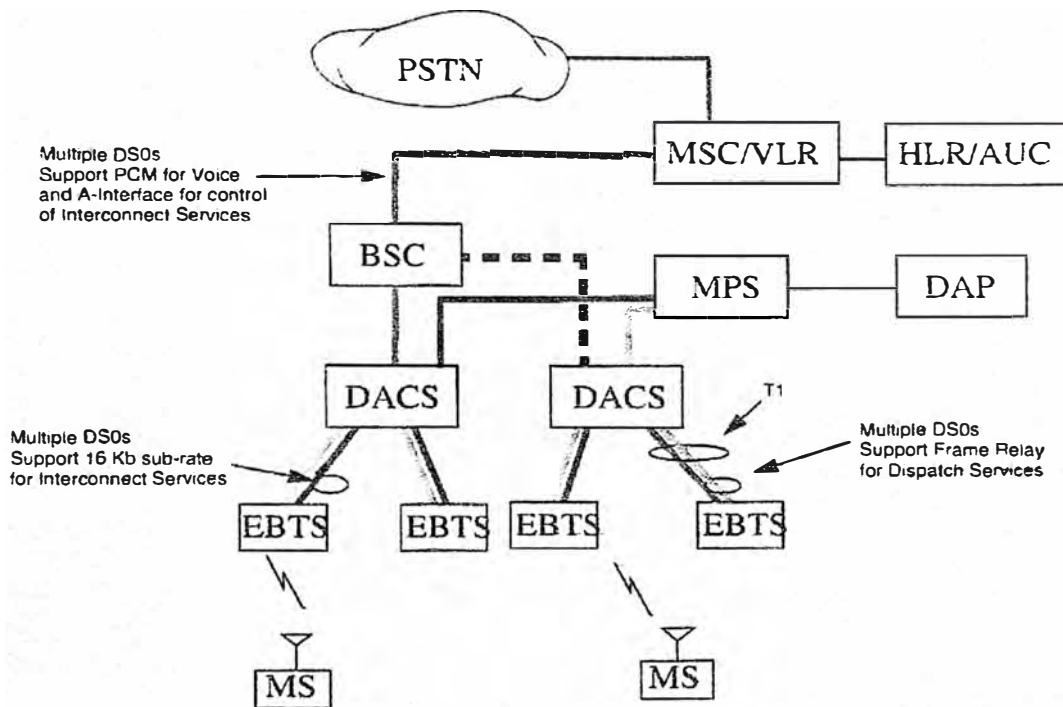 PSTN
MSC/VLR
HLR/AUC
Multiple DS0s
Support PCM for Voice
and A-Interface for control
of Interconnect Services
BSC
MPS
DAP
DACS
DACS
T1
Multiple DS0s
Support 16 Kb sub-rate
for Interconnect Services
Multiple DS0s
Support Frame Relay
for Dispatch Services
EBTS
EBTS
EBTS
EBTS
MS
MS